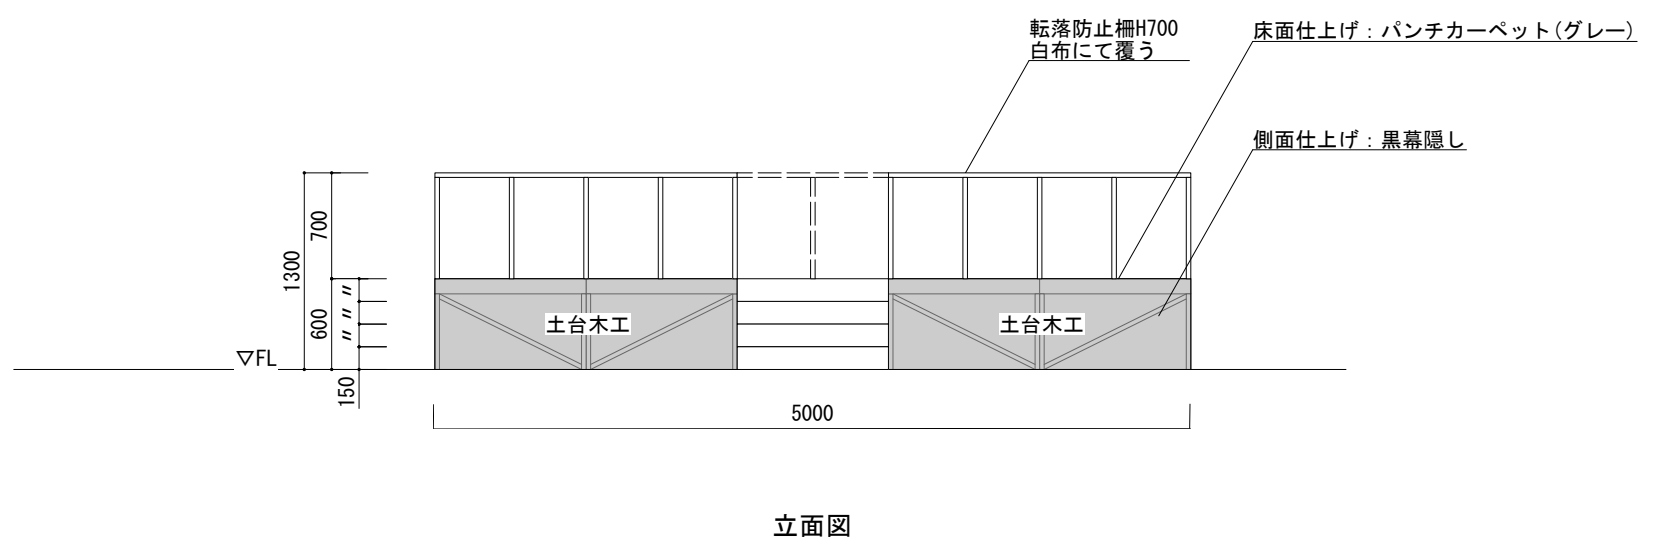 転落防止柵H700
白布にて覆う
床面仕上げ：パンチカーペット(グレー)
側面仕上げ：黒幕隠し
700
1300
600
〃
〃
〃
150
▽FL
土台木工
土台木工
5000
立面図